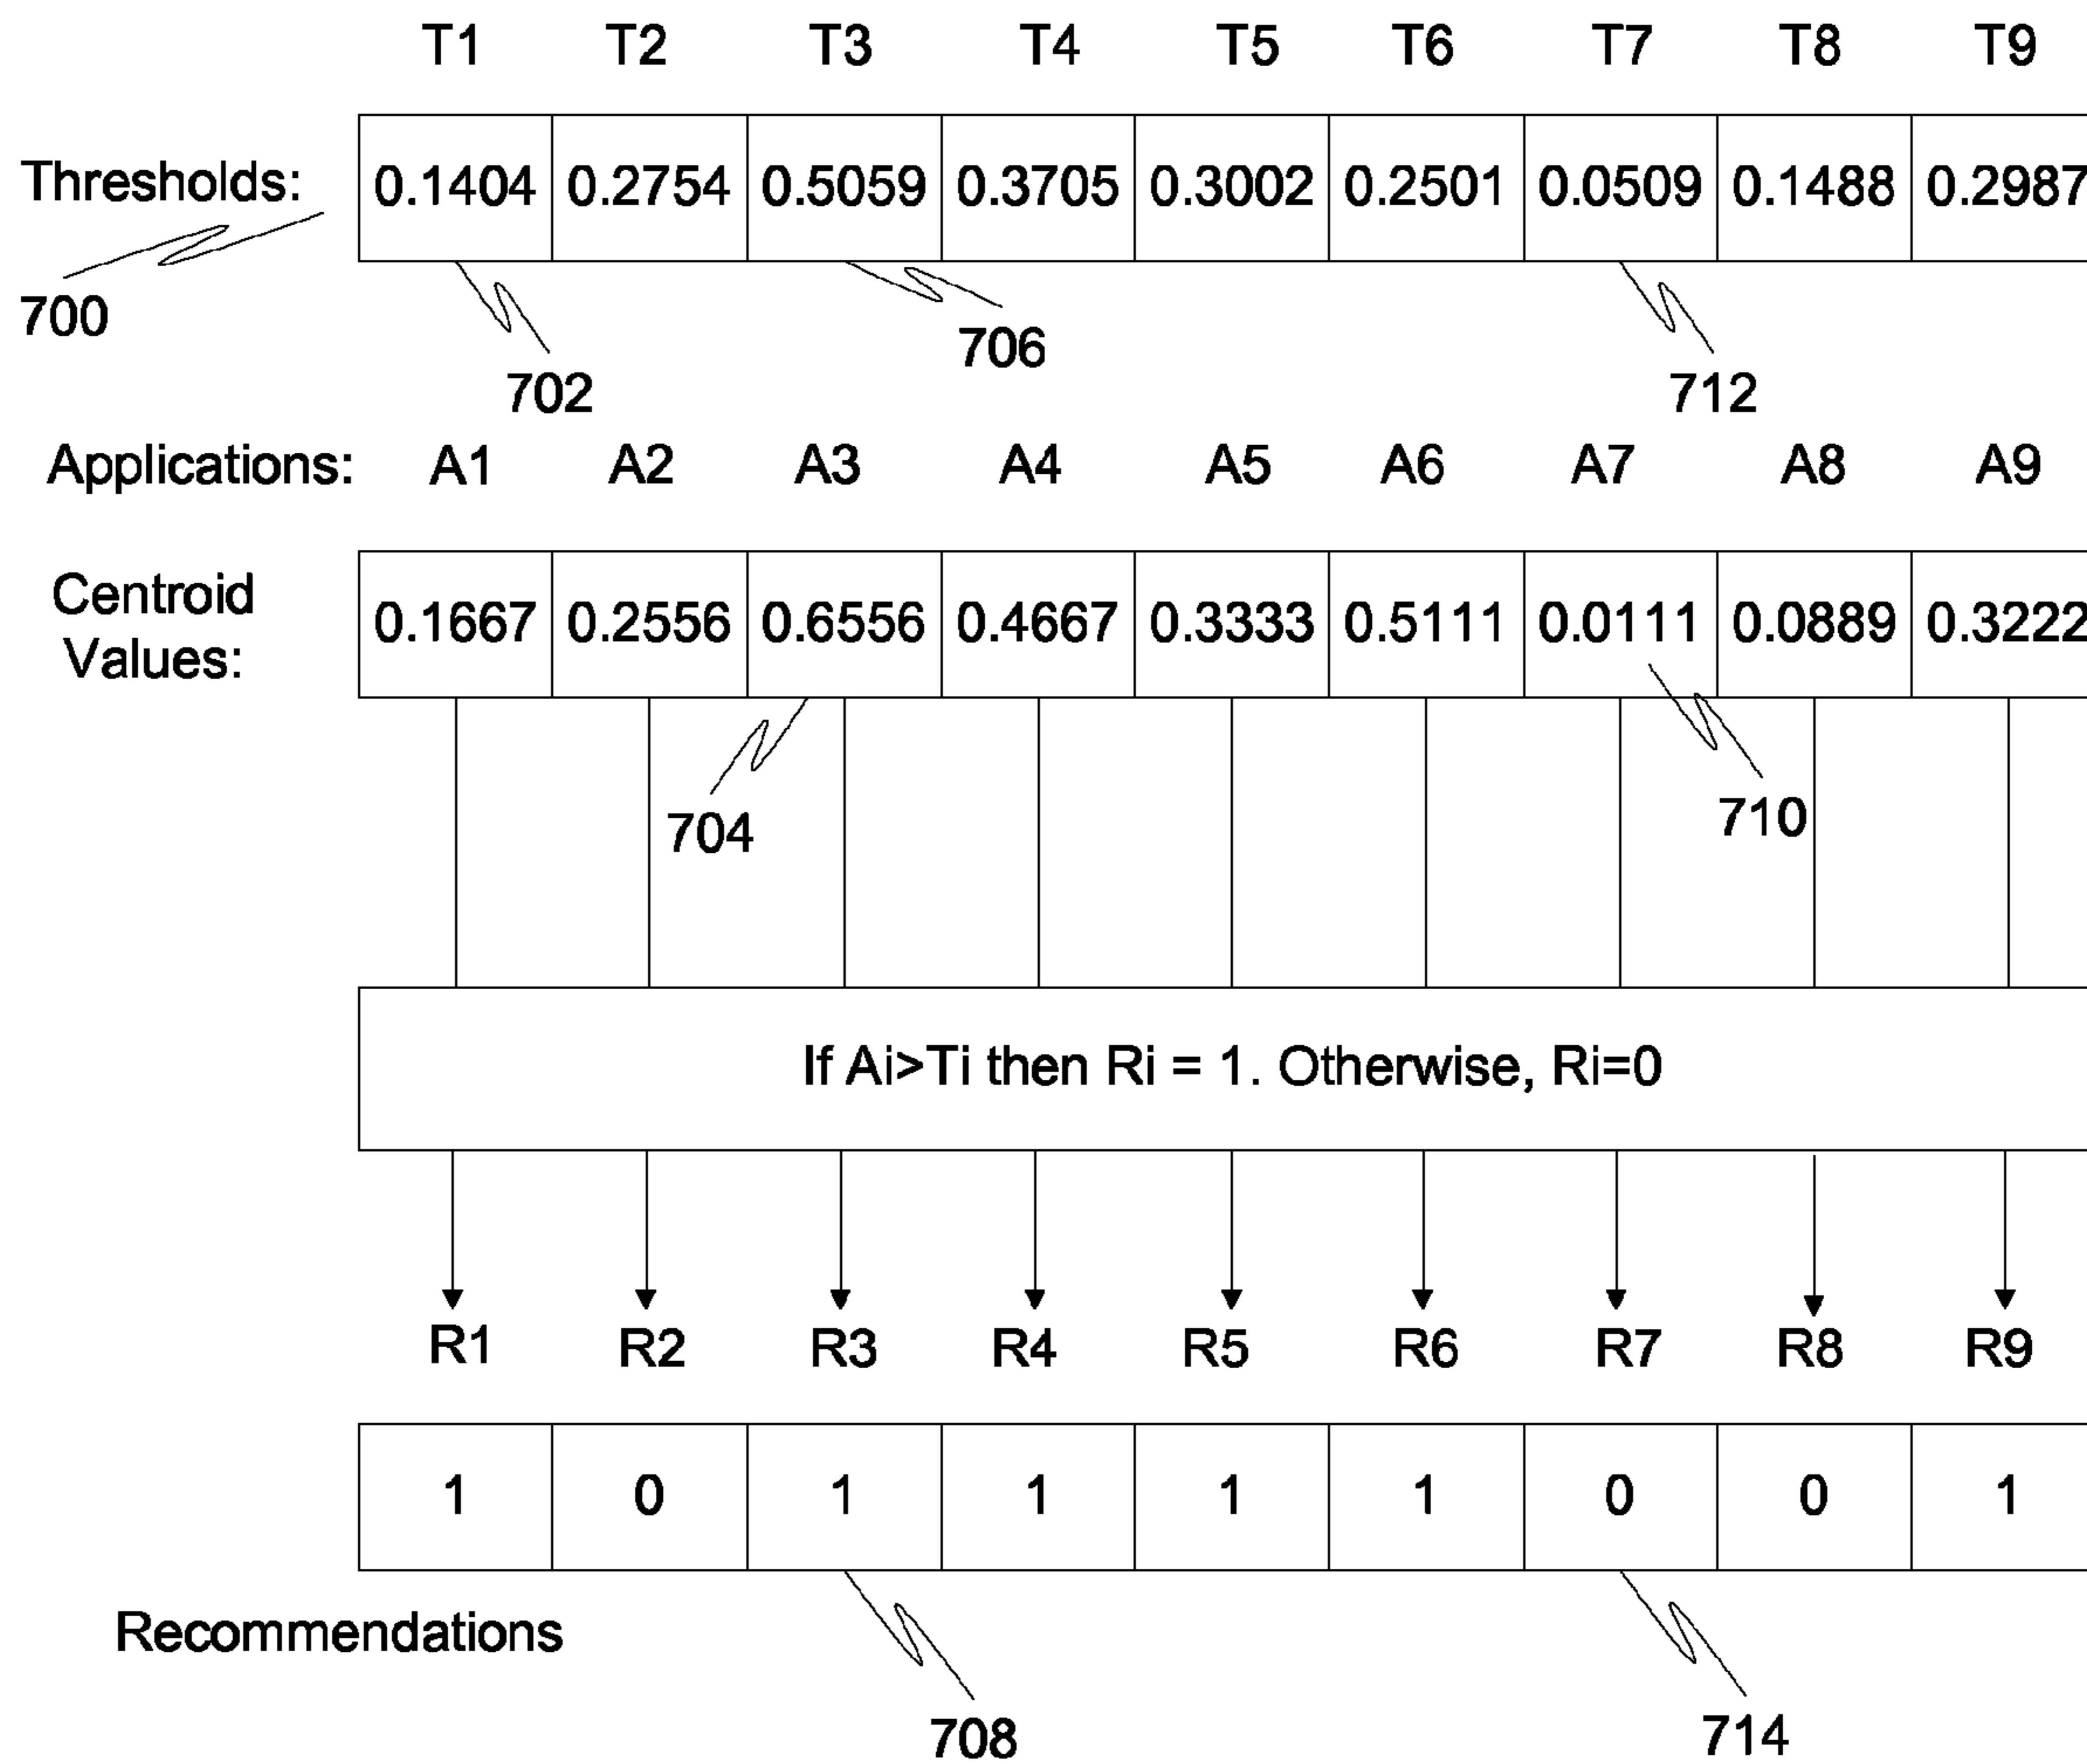 T1 T2 T3 T4 T5 T6 T7 T8 T9
Thresholds: 0.1404 0.2754 0.5059 0.3705 0.3002 0.2501 0.0509 0.1488 0.2987
700
706
702
712
Applications: A1 A2 A3 A4 A5 A6 A7 A8 A9
Centroid
Values:
0.1667 0.2556 0.6556 0.4667 0.3333 0.5111 0.0111 0.0889 0.3222
704
710
If Ai>Ti then Ri = 1. Otherwise, Ri=0
R1 R2 R3 R4 R5 R6 R7 R8 R9
1 0 1 1 1 1 0 0 1
Recommendations
708
714